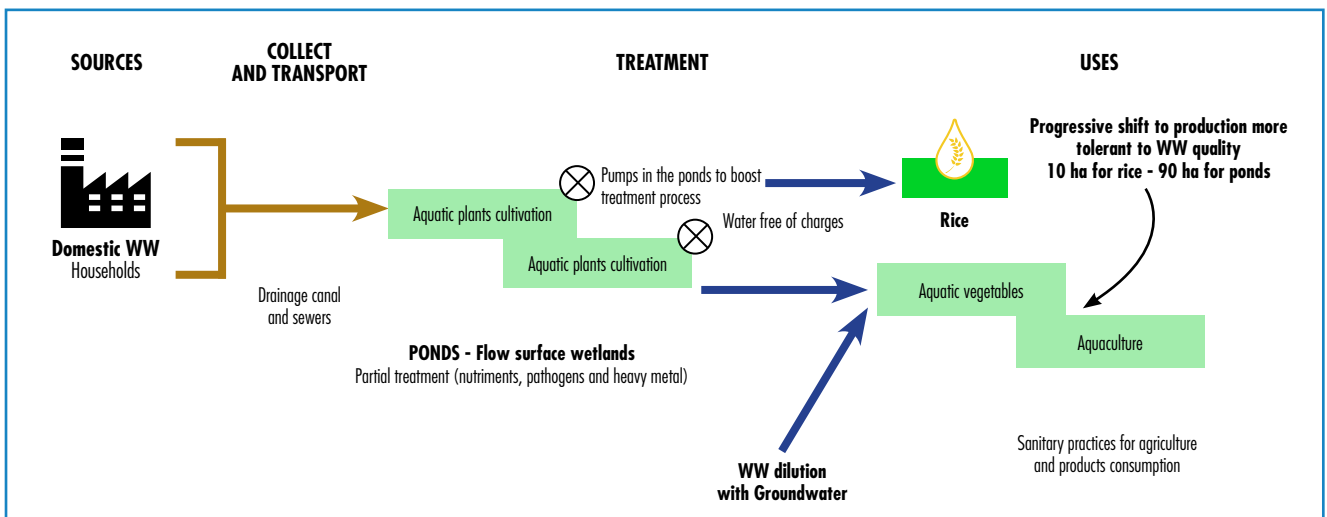 SOURCES
COLLECT
AND TRANSPORT
TREATMENT
USES
Domestic WW
Households
Drainage canal
and sewers
Aquatic plants cultivation
Aquatic plants cultivation
Pumps in the ponds to boost
treatment process
Water free of charges
PONDS - Flow surface wetlands
Partial treatment (nutriments, pathogens and heavy metal)
WW dilution
with Groundwater
Rice
Progressive shift to production more
tolerant to WW quality
10 ha for rice - 90 ha for ponds
Aquatic vegetables
Aquaculture
Sanitary practices for agriculture
and products consumption